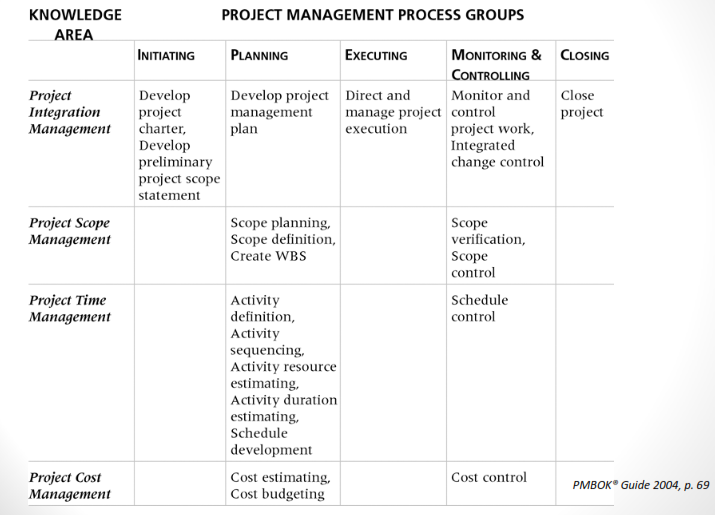 KNOWLEDGE
AREA
PROJECT MANAGEMENT PROCESS GROUPS
INITIATING
PLANNING
EXECUTING
MONITORING &
CONTROLLING
CLOSING
Project
Integration
Management
Develop
project
charter,
Develop
preliminary
project scope
statement
Develop project
management
plan
Direct and
manage project
execution
Monitor and
control
project work,
Integrated
change control
Close
project
Project Scope
Management
Scope planning,
Scope definition,
Create WBS
Scope
verification,
Scope
control
Project Time
Management
Activity
definition,
Activity
sequencing,
Activity resource
estimating,
Activity duration
estimating,
Schedule
development
Schedule
control
Project Cost
Management
Cost estimating,
Cost budgeting
Cost control
PMBOK® Guide 2004, p. 69